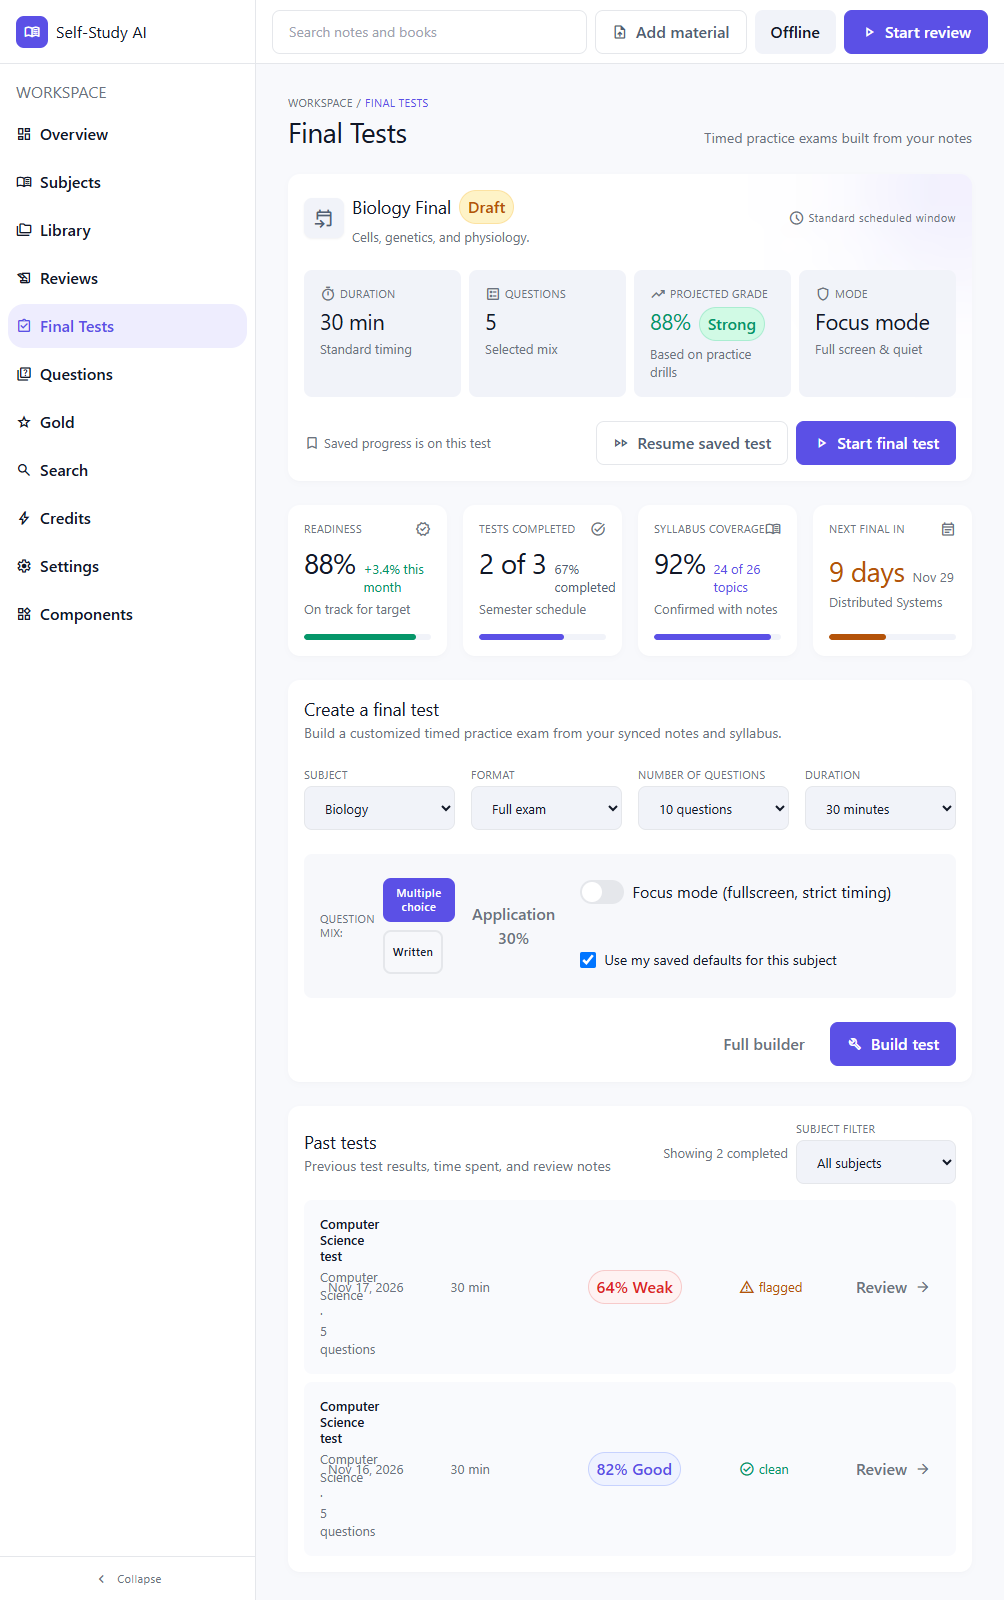 Self-Study AI
Search notes and books
Add material
Offline
Start review
WORKSPACE
Overview
Subjects
Library
Reviews
Final Tests
Questions
Gold
Search
Credits
Settings
Components
Collapse
WORKSPACE / FINAL TESTS
Final Tests
Timed practice exams built from your notes
Biology Final Draft
Cells, genetics, and physiology.
Standard scheduled window
DURATION
30 min
Standard timing
QUESTIONS
5
Selected mix
PROJECTED GRADE
88% Strong
Based on practice
drills
MODE
Focus mode
Full screen & quiet
Saved progress is on this test
Resume saved test
Start final test
READINESS
88% +3.4% this
month
On track for target
TESTS COMPLETED
2 of 3 67%
completed
Semester schedule
SYLLABUS COVERAGE
92% 24 of 26
topics
Confirmed with notes
NEXT FINAL IN
9 days Nov 29
Distributed Systems
Create a final test
Build a customized timed practice exam from your synced notes and syllabus.
SUBJECT
Biology
FORMAT
Full exam
NUMBER OF QUESTIONS
10 questions
DURATION
30 minutes
QUESTION
MIX:
Multiple
choice
Written
Application
30%
Focus mode (fullscreen, strict timing)
Use my saved defaults for this subject
Full builder
Build test
Past tests
Previous test results, time spent, and review notes
Showing 2 completed
SUBJECT FILTER
All subjects
Computer
Science
test
Computer
Science
·
5
questions
Nov 17, 2026
30 min
64% Weak
flagged
Review
Computer
Science
test
Computer
Science
·
5
questions
Nov 16, 2026
30 min
82% Good
clean
Review